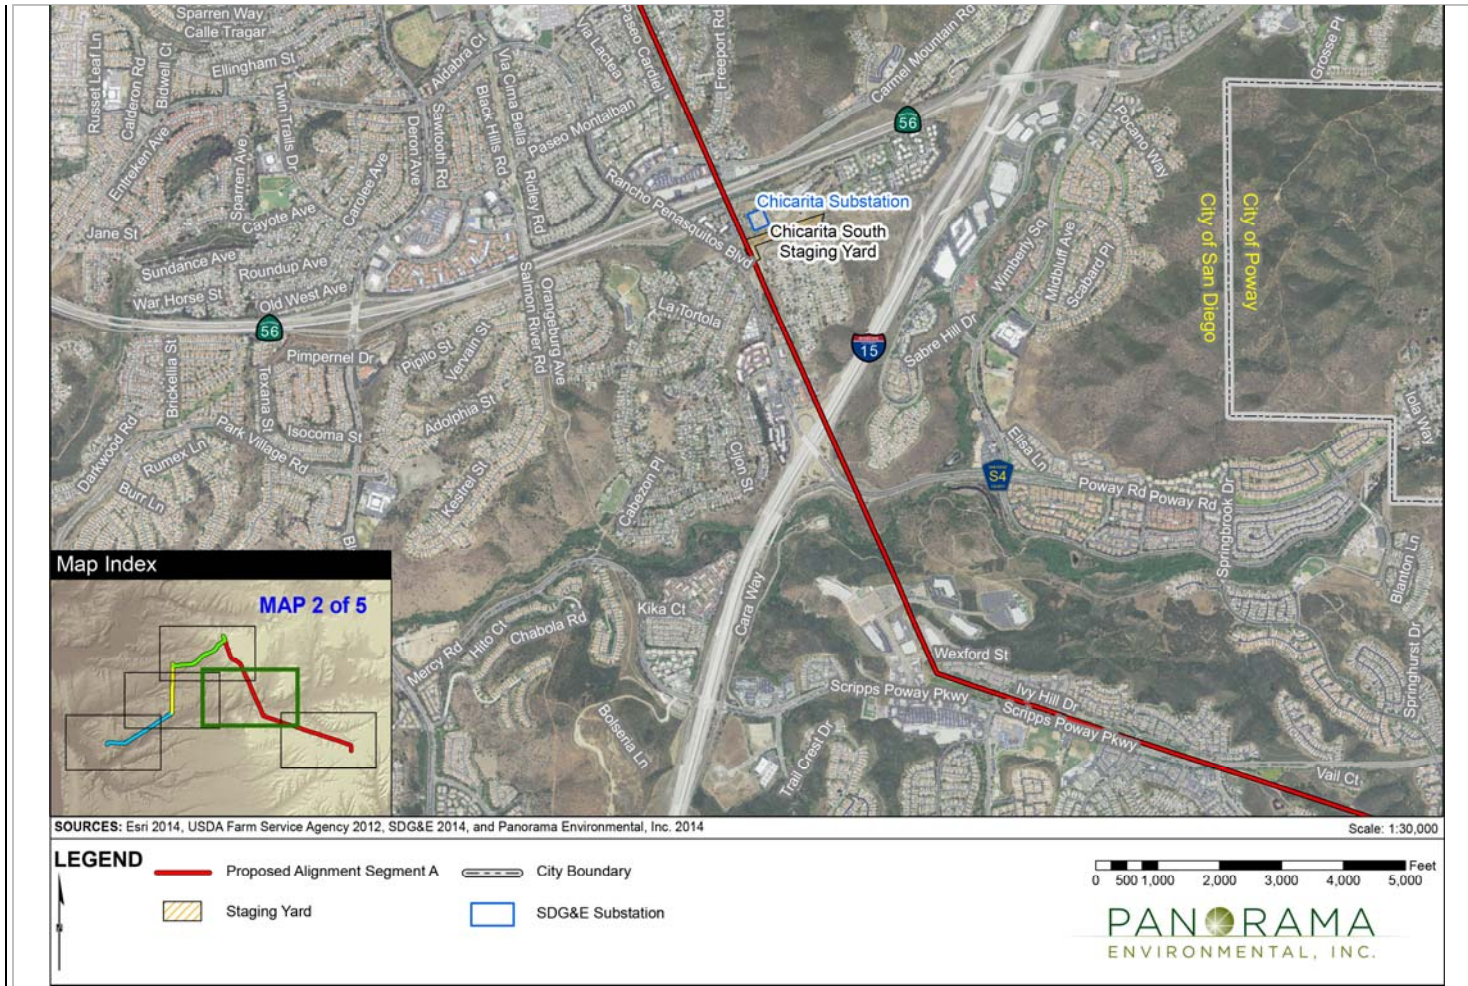 Sparren Way
Calle Tragar
Ellingham St
Aldabra Ct
Via Cima Bella
Via Lactea
Paseo Cardiel
Freeport Rd
Camel Mountain Rd
Grosse Pl
Russet Leaf Ln
Calderon Rd
Bidwell Ct
Twin Trails Dr
Deron Ave
Sawtooth Rd
Black Hills Rd
Paseo Montalban
56
Pocano Way
Entreken Ave
Sparren Ave
Carolee Ave
Ridley Rd
Rancho Penasquitos Blvd
Chicarita Substation
Chicarita South
Staging Yard
City of San Diego
City of Poway
Cayote Ave
Jane St
Sundance Ave
Roundup Ave
War Horse St
Old West Ave
56
Salmon River Rd
Orangeburg Ave
La Tortola
Wimberly Sq
Midbluff Ave
Scabard Pl
Sabre Hill Dr
15
Pimpernel Dr
Pipilo St
Vervain St
Brickellia St
Texana St
Adolphia St
Isocoma St
Park Village Rd
Darkwood Rd
Rumex Ln
Burr Ln
Kestrel St
Cabezon Pl
Cijon St
Elisa Ln
S4
Poway Rd
Poway Rd
Springbrook Dr
Iola Way
Blanton Ln
Map Index
MAP 2 of 5
Mercy Rd
Hito Ct
Chabola Rd
Kika Ct
Cara Way
Bolseria Ln
Wexford St
Scripps Poway Pkwy
Ivy Hill Dr
Scripps Poway Pkwy
Trail Crest Dr
Springhurst Dr
Vail Ct
SOURCES: Esri 2014, USDA Farm Service Agency 2012, SDG&E 2014, and Panorama Environmental, Inc. 2014
Scale: 1:30,000
LEGEND
Proposed Alignment Segment A
City Boundary
Staging Yard
SDG&E Substation
N
Feet
0 500 1,000 2,000 3,000 4,000 5,000
PANORAMA
ENVIRONMENTAL, INC.